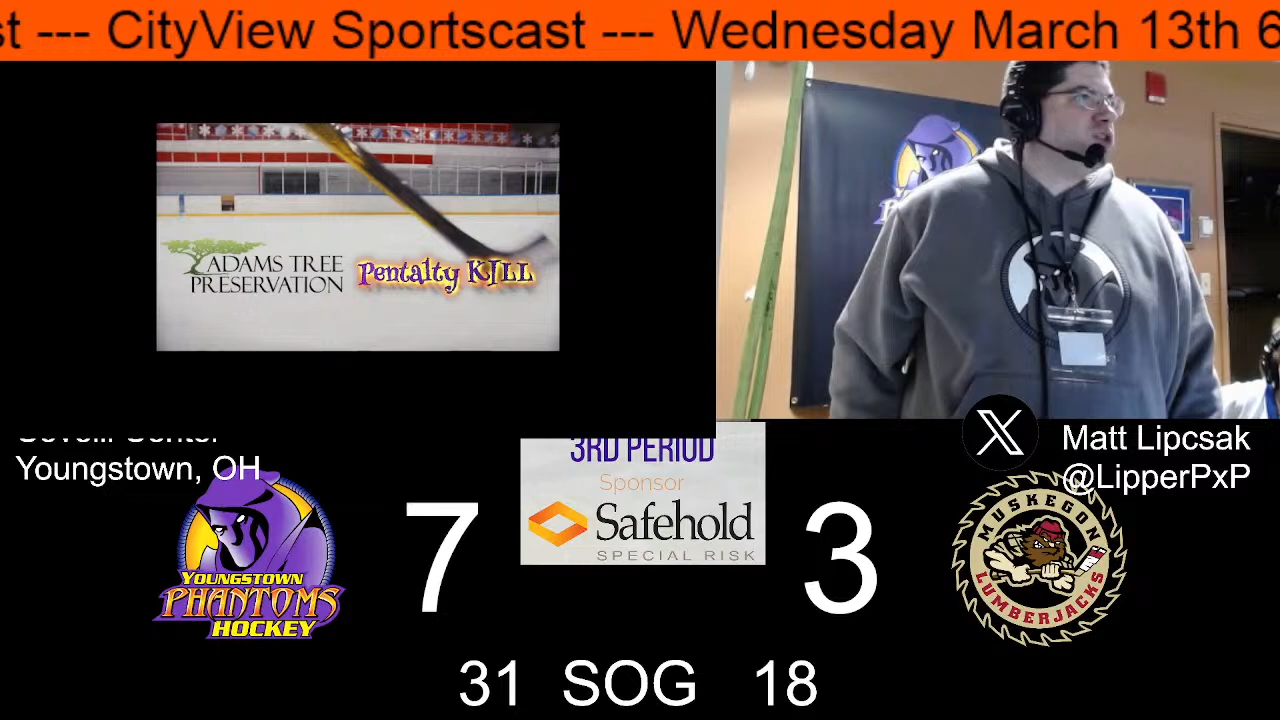 st --- CityView Sportscast --- Wednesday March 13th 6
ADAMS TREE
PRESERVATION
Pentalty KILL
Youngstown, OH
3RD PERIOD
Sponsor
Safehold
SPECIAL RISK
X
Matt Lipcsak
@LipperPxP
7
3
YOUNGSTOWN
PHANTOMS
HOCKEY
MUSKEGON
LUMBERJACKS
31 SOG 18